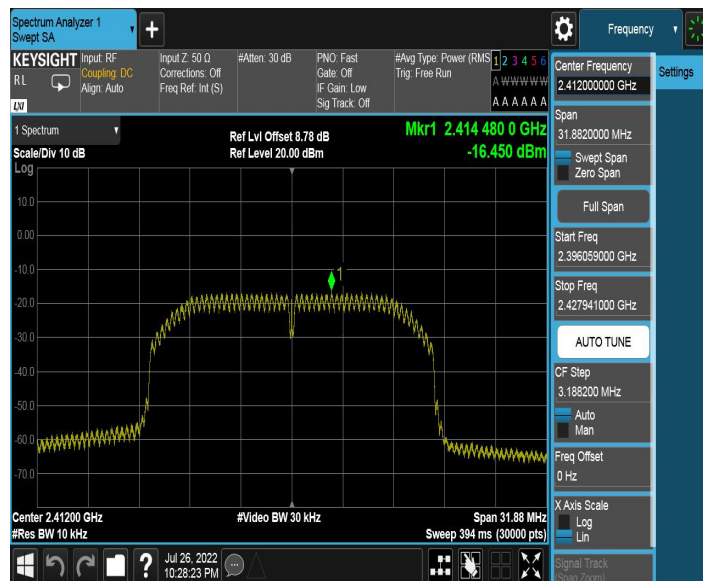 Spectrum Analyzer 1
Swept SA
+
Frequency
KEYSIGHT
RL
LXI
Input: RF
Coupling: DC
Align: Auto
Input Z: 50 Ω
Corrections: Off
Freq Ref: Int (S)
#Atten: 30 dB
PNO: Fast
Gate: Off
IF Gain: Low
Sig Track: Off
#Avg Type: Power (RMS
Trig: Free Run
1 2 3 4 5 6
A W W W W W
A A A A A A
Center Frequency
2.412000000 GHz
Settings
Span
31.8820000 MHz
Swept Span
Zero Span
Full Span
Start Freq
2.396059000 GHz
Stop Freq
2.427941000 GHz
AUTO TUNE
CF Step
3.188200 MHz
Auto
Man
Freq Offset
0 Hz
X Axis Scale
Log
Lin
Signal Track
(Span Zoom)
1 Spectrum
Scale/Div 10 dB
Log
Ref Lvl Offset 8.78 dB
Ref Level 20.00 dBm
Mkr1 2.414 480 0 GHz
-16.450 dBm
10.0
0.00
-10.0
1
-20.0
-30.0
-40.0
-50.0
-60.0
-70.0
Center 2.41200 GHz
#Res BW 10 kHz
#Video BW 30 kHz
Span 31.88 MHz
Sweep 394 ms (30000 pts)
?
Jul 26, 2022
10:28:23 PM